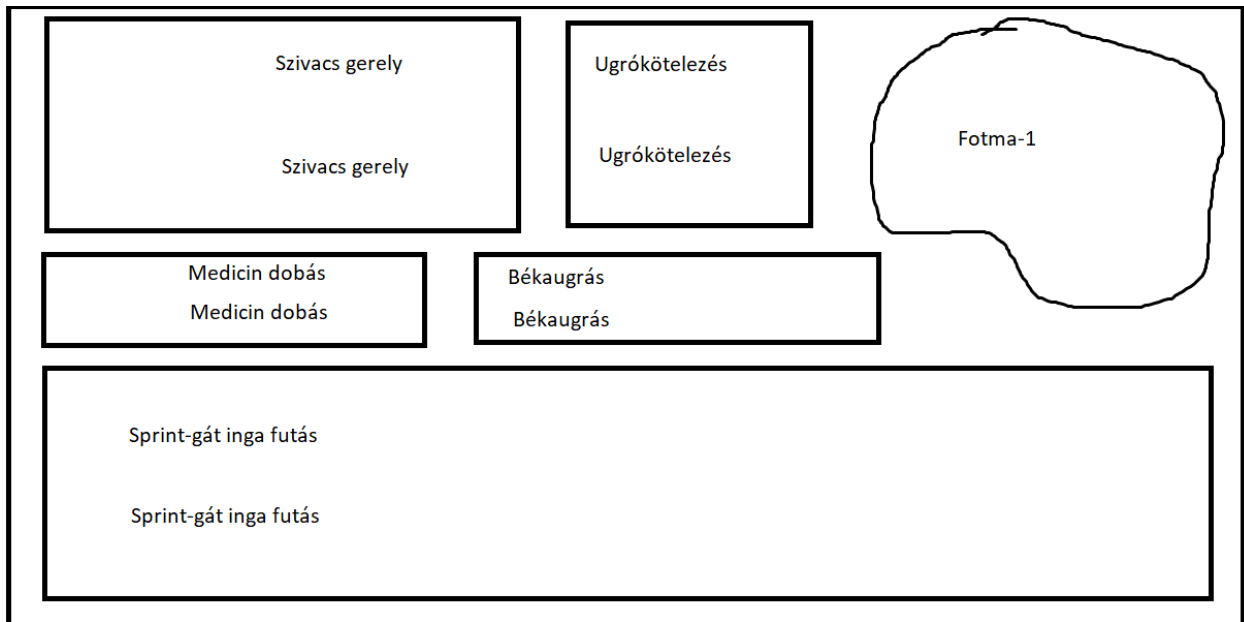 Szivacs gerely
Szivacs gerely
Ugrókötelezés
Ugrókötelezés
Fotma-1
Medicin dobás
Medicin dobás
Békaugrás
Békaugrás
Sprint-gát inga futás
Sprint-gát inga futás